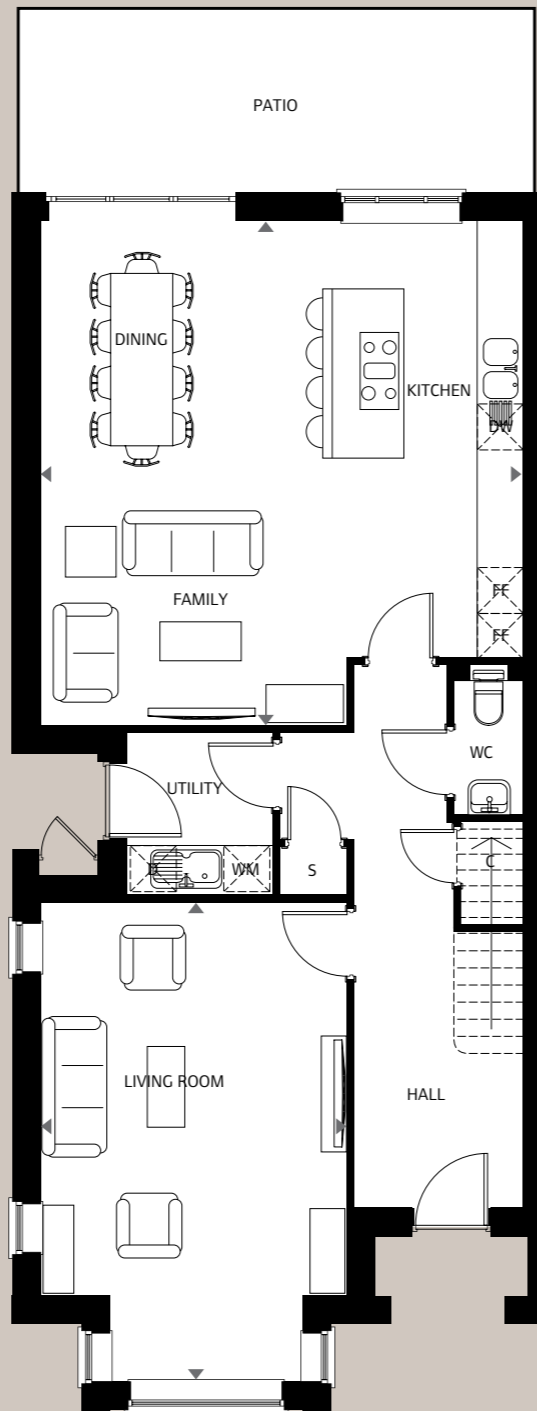 PATIO
DINING
KITCHEN
DW
FAMILY
FF
FF
WC
UTILITY
D
WM
S
C
LIVING ROOM
HALL